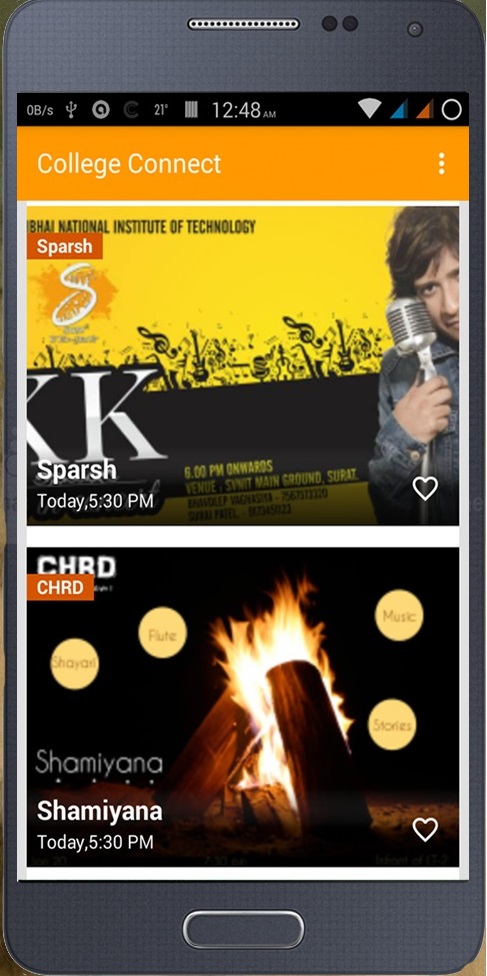 0B/s 21° 12:48 AM
College Connect
BHAI NATIONAL INSTITUTE OF TECHNOLOGY
Sparsh
KK
Sparsh
6.00 PM ONWARDS
VENUE : SVNIT MAIN GROUND, SURAT.
Today,5:30 PM
CHRD
CHRD
Flute
Music
Shayari
Stories
Shamiyana
Shamiyana
Today,5:30 PM